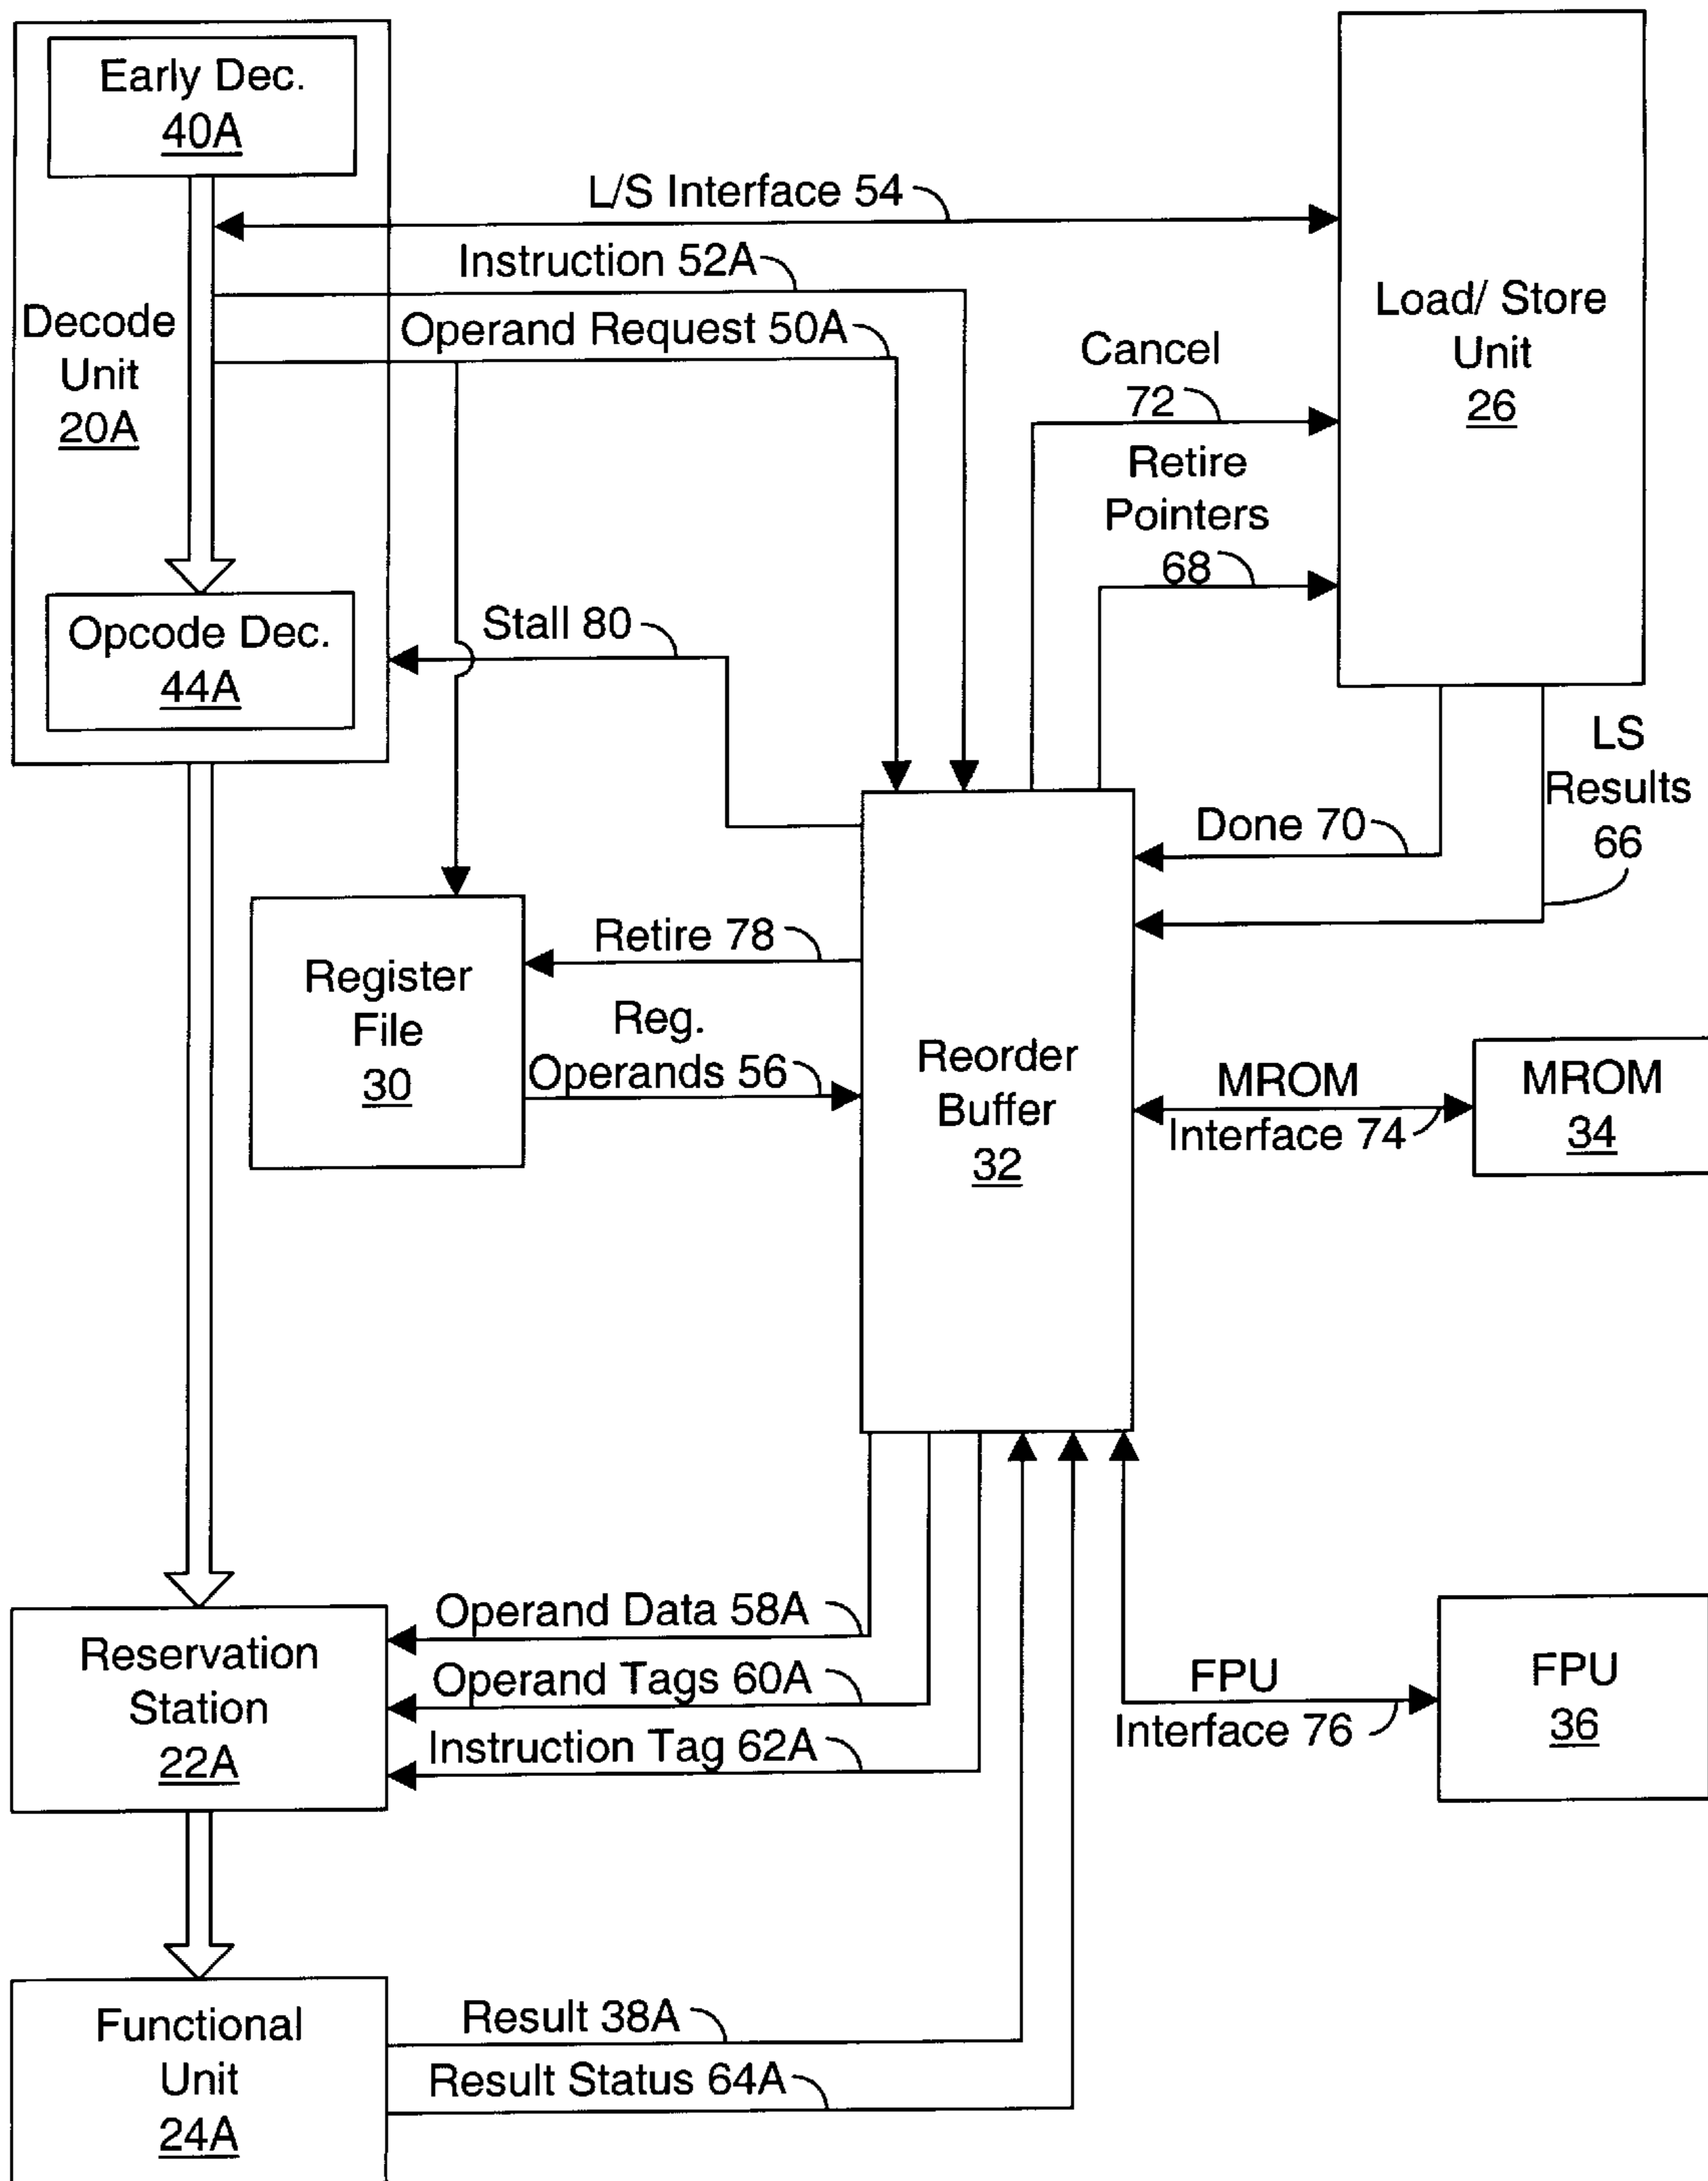 Early Dec.
40A
L/S Interface 54
Instruction 52A
Operand Request 50A
Decode
Unit
20A
Load/ Store
Unit
26
Cancel
72
Retire
Pointers
68
Opcode Dec.
44A
Stall 80
LS
Results
66
Done 70
Retire 78
Register
File
30
Reg.
Operands 56
Reorder
Buffer
32
MROM
Interface 74
MROM
34
Operand Data 58A
Operand Tags 60A
Instruction Tag 62A
Reservation
Station
22A
FPU
Interface 76
FPU
36
Functional
Unit
24A
Result 38A
Result Status 64A